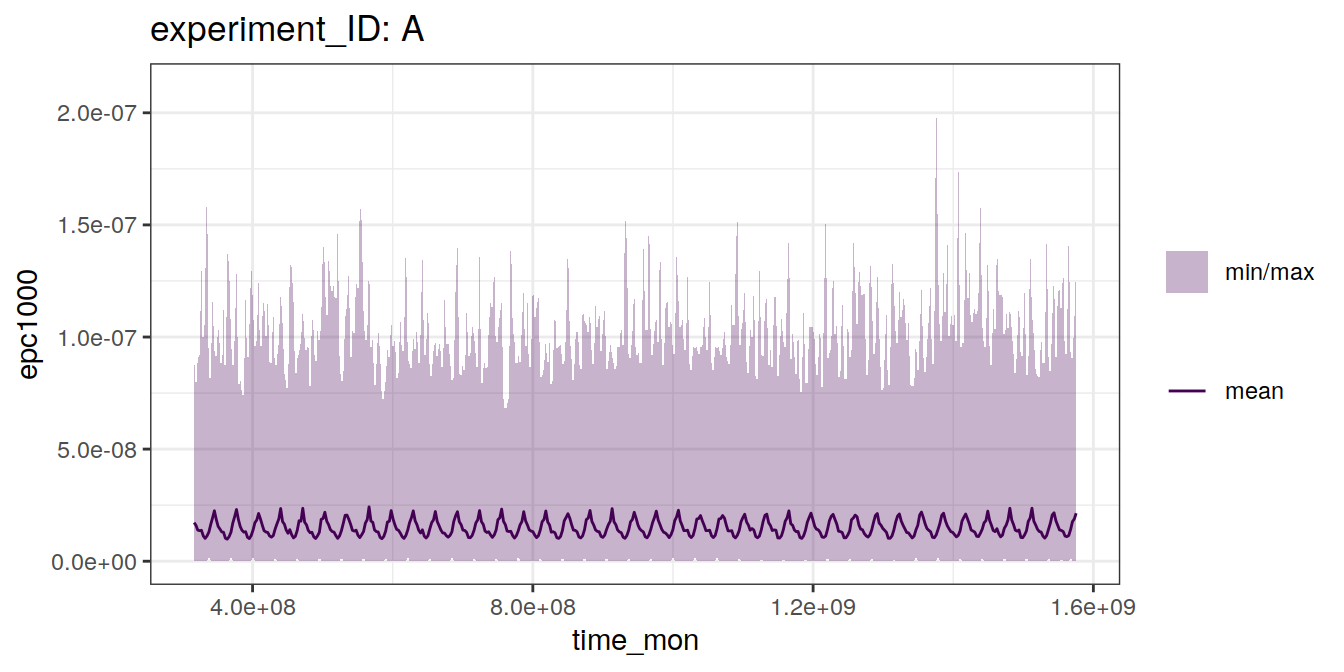 experiment_ID: A
epc1000
2.0e-07
1.5e-07
1.0e-07
5.0e-08
0.0e+00
4.0e+08 8.0e+08 1.2e+09 1.6e+09
time_mon
min/max
mean